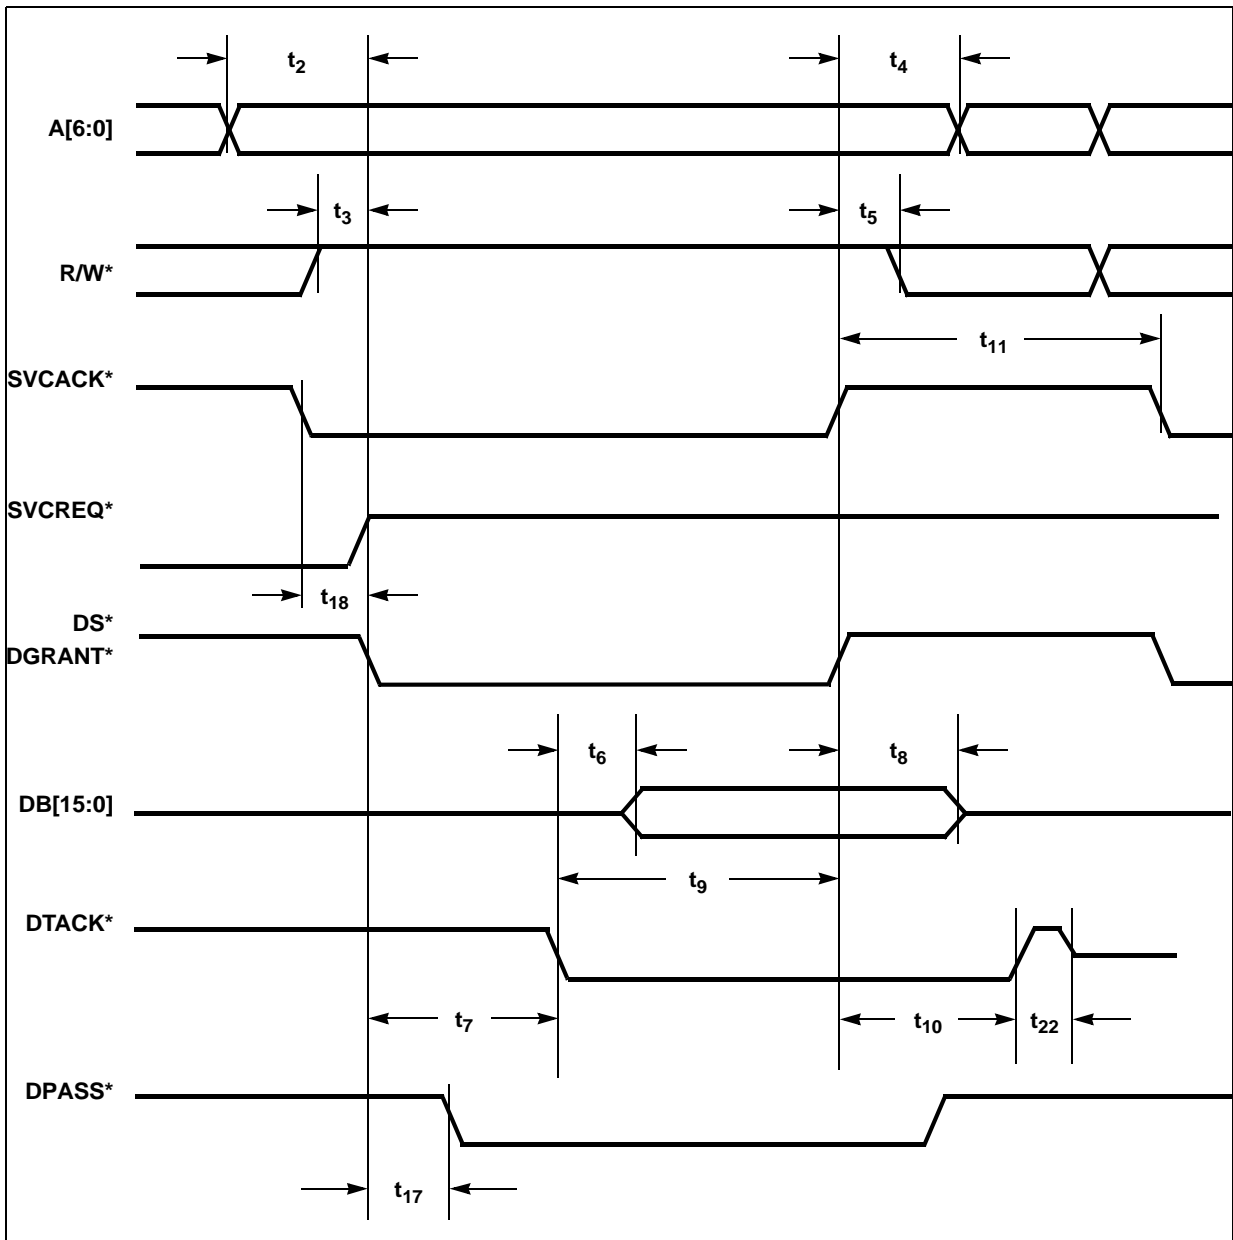 t2
t4
A[6:0]
t3
t5
R/W*
t11
SVCACK*
SVCREQ*
t18
DS*
DGRANT*
t6
t8
DB[15:0]
t9
DTACK*
t7
t10
t22
DPASS*
t17